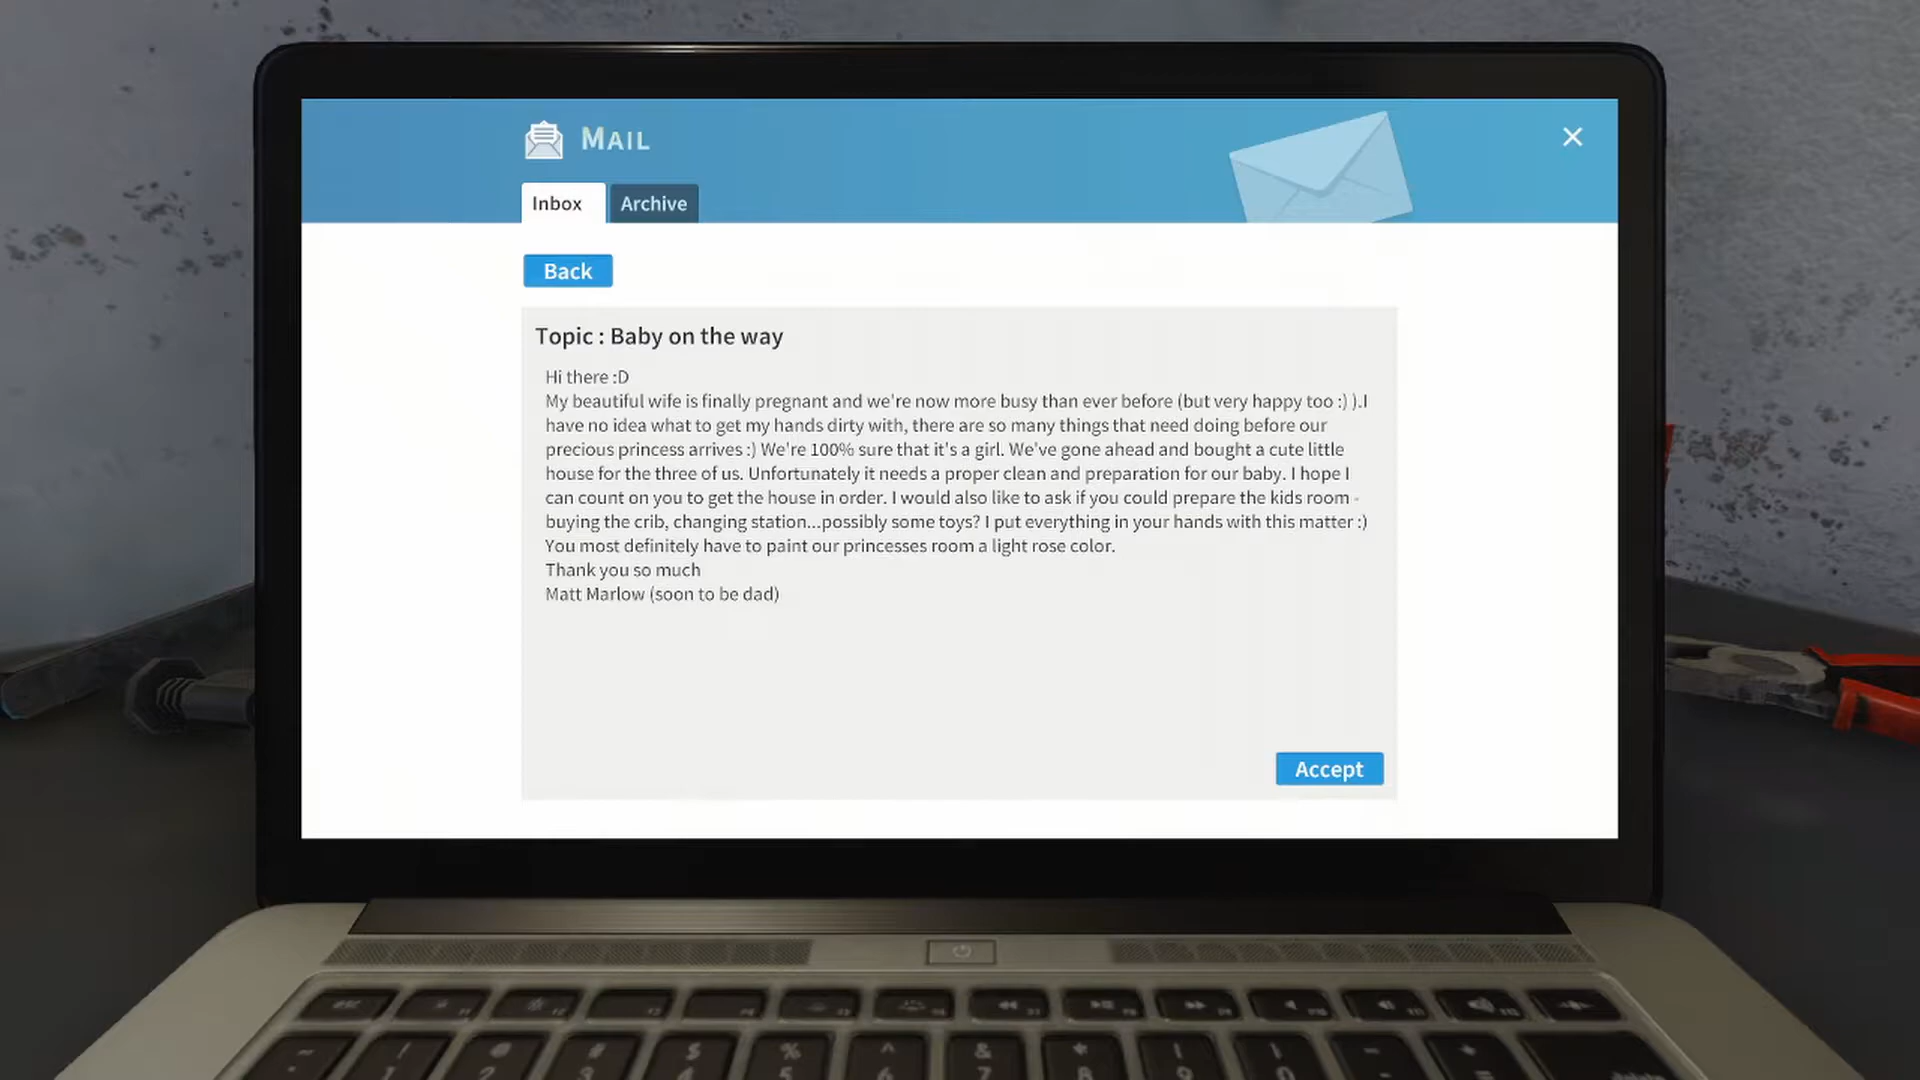 MAIL
Inbox
Archive
Back
Topic : Baby on the way
Hi there :D
My beautiful wife is finally pregnant and we're now more busy than ever before (but very happy too :) ).I
have no idea what to get my hands dirty with, there are so many things that need doing before our
precious princess arrives :) We're 100% sure that it's a girl. We've gone ahead and bought a cute little
house for the three of us. Unfortunately it needs a proper clean and preparation for our baby. I hope I
can count on you to get the house in order. I would also like to ask if you could prepare the kids room -
buying the crib, changing station...possibly some toys? I put everything in your hands with this matter :)
You most definitely have to paint our princesses room a light rose color.
Thank you so much
Matt Marlow (soon to be dad)
Accept